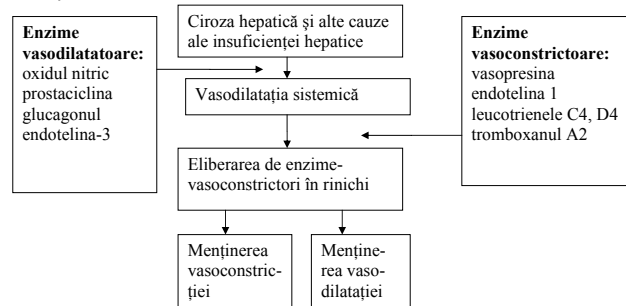 Enzime
vasodilatatoare:
oxidul nitric
prostaciclina
glucagonul
endotelina-3
Ciroza hepatică și alte cauze
ale insuficienței hepatice
Enzime
vasoconstrictoare:
vasopresina
endotelina 1
leucotrienele C4, D4
tromboxanul A2
Vasodilatația sistemică
Eliberarea de enzime-
vasoconstrictori în rinichi
Menținerea
vasoconstric-
ției
Menține-
rea vaso-
dilatației